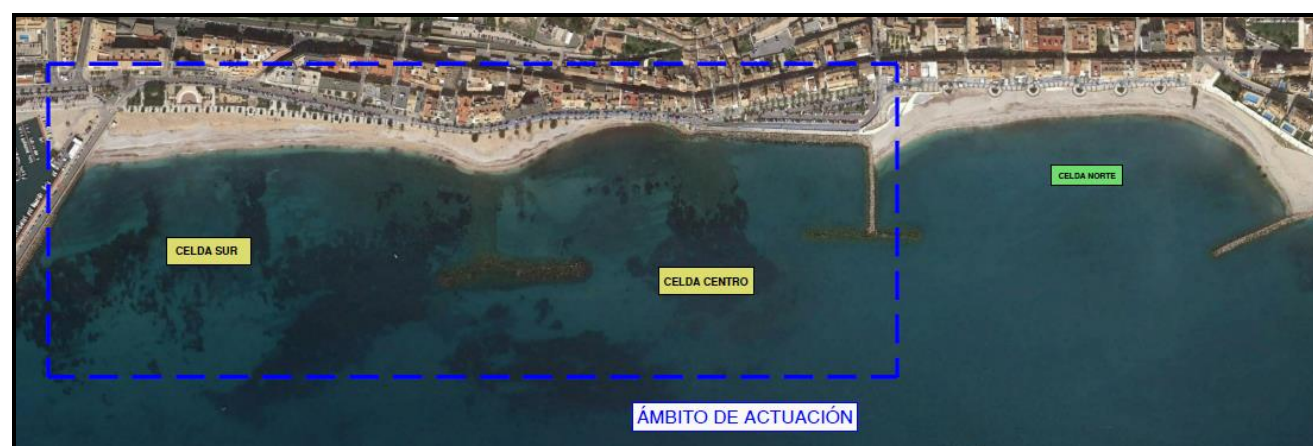 CELDA NORTE
CELDA SUR
CELDA CENTRO
ÁMBITO DE ACTUACIÓN